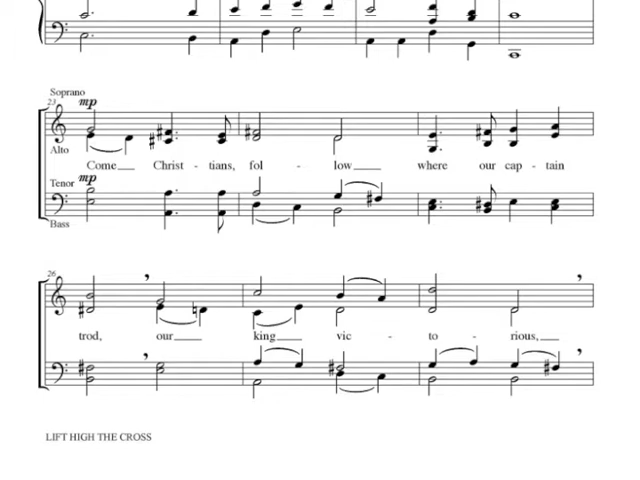 Soprano
23 mp
Alto
Come Christ - tians, fol - low where our cap - tain
Tenor mp
Bass
26
trod, our king vic - to - rious,
LIFT HIGH THE CROSS